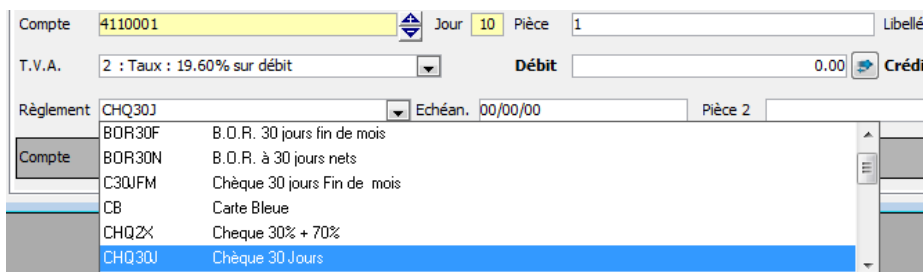 Compte 4110001 Jour 10 Pièce 1 Libellé
T.V.A. 2 : Taux : 19.60% sur débit Débit 0.00 Crédi
Règlement CHQ30J Echéan. 00/00/00 Pièce 2
BOR30F B.O.R. 30 jours fin de mois
Compte BOR30N B.O.R. à 30 jours nets
C30JFM Chèque 30 jours Fin de mois
CB Carte Bleue
CHQ2X Cheque 30% + 70%
CHQ30J Chèque 30 Jours